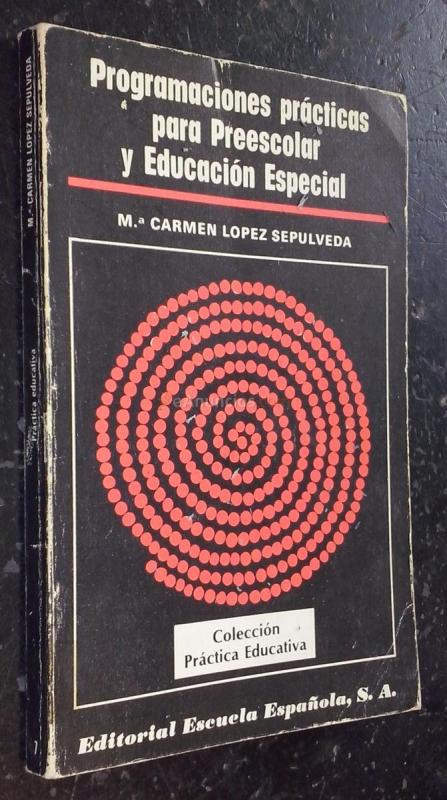 Programaciones prácticas
para Preescolar
y Educación Especial
M.ª CARMEN LOPEZ SEPULVEDA
Colección
Práctica Educativa
Editorial Escuela Española, S. A.
M.ª CARMEN LOPEZ SEPULVEDA
Práctica educativa
7